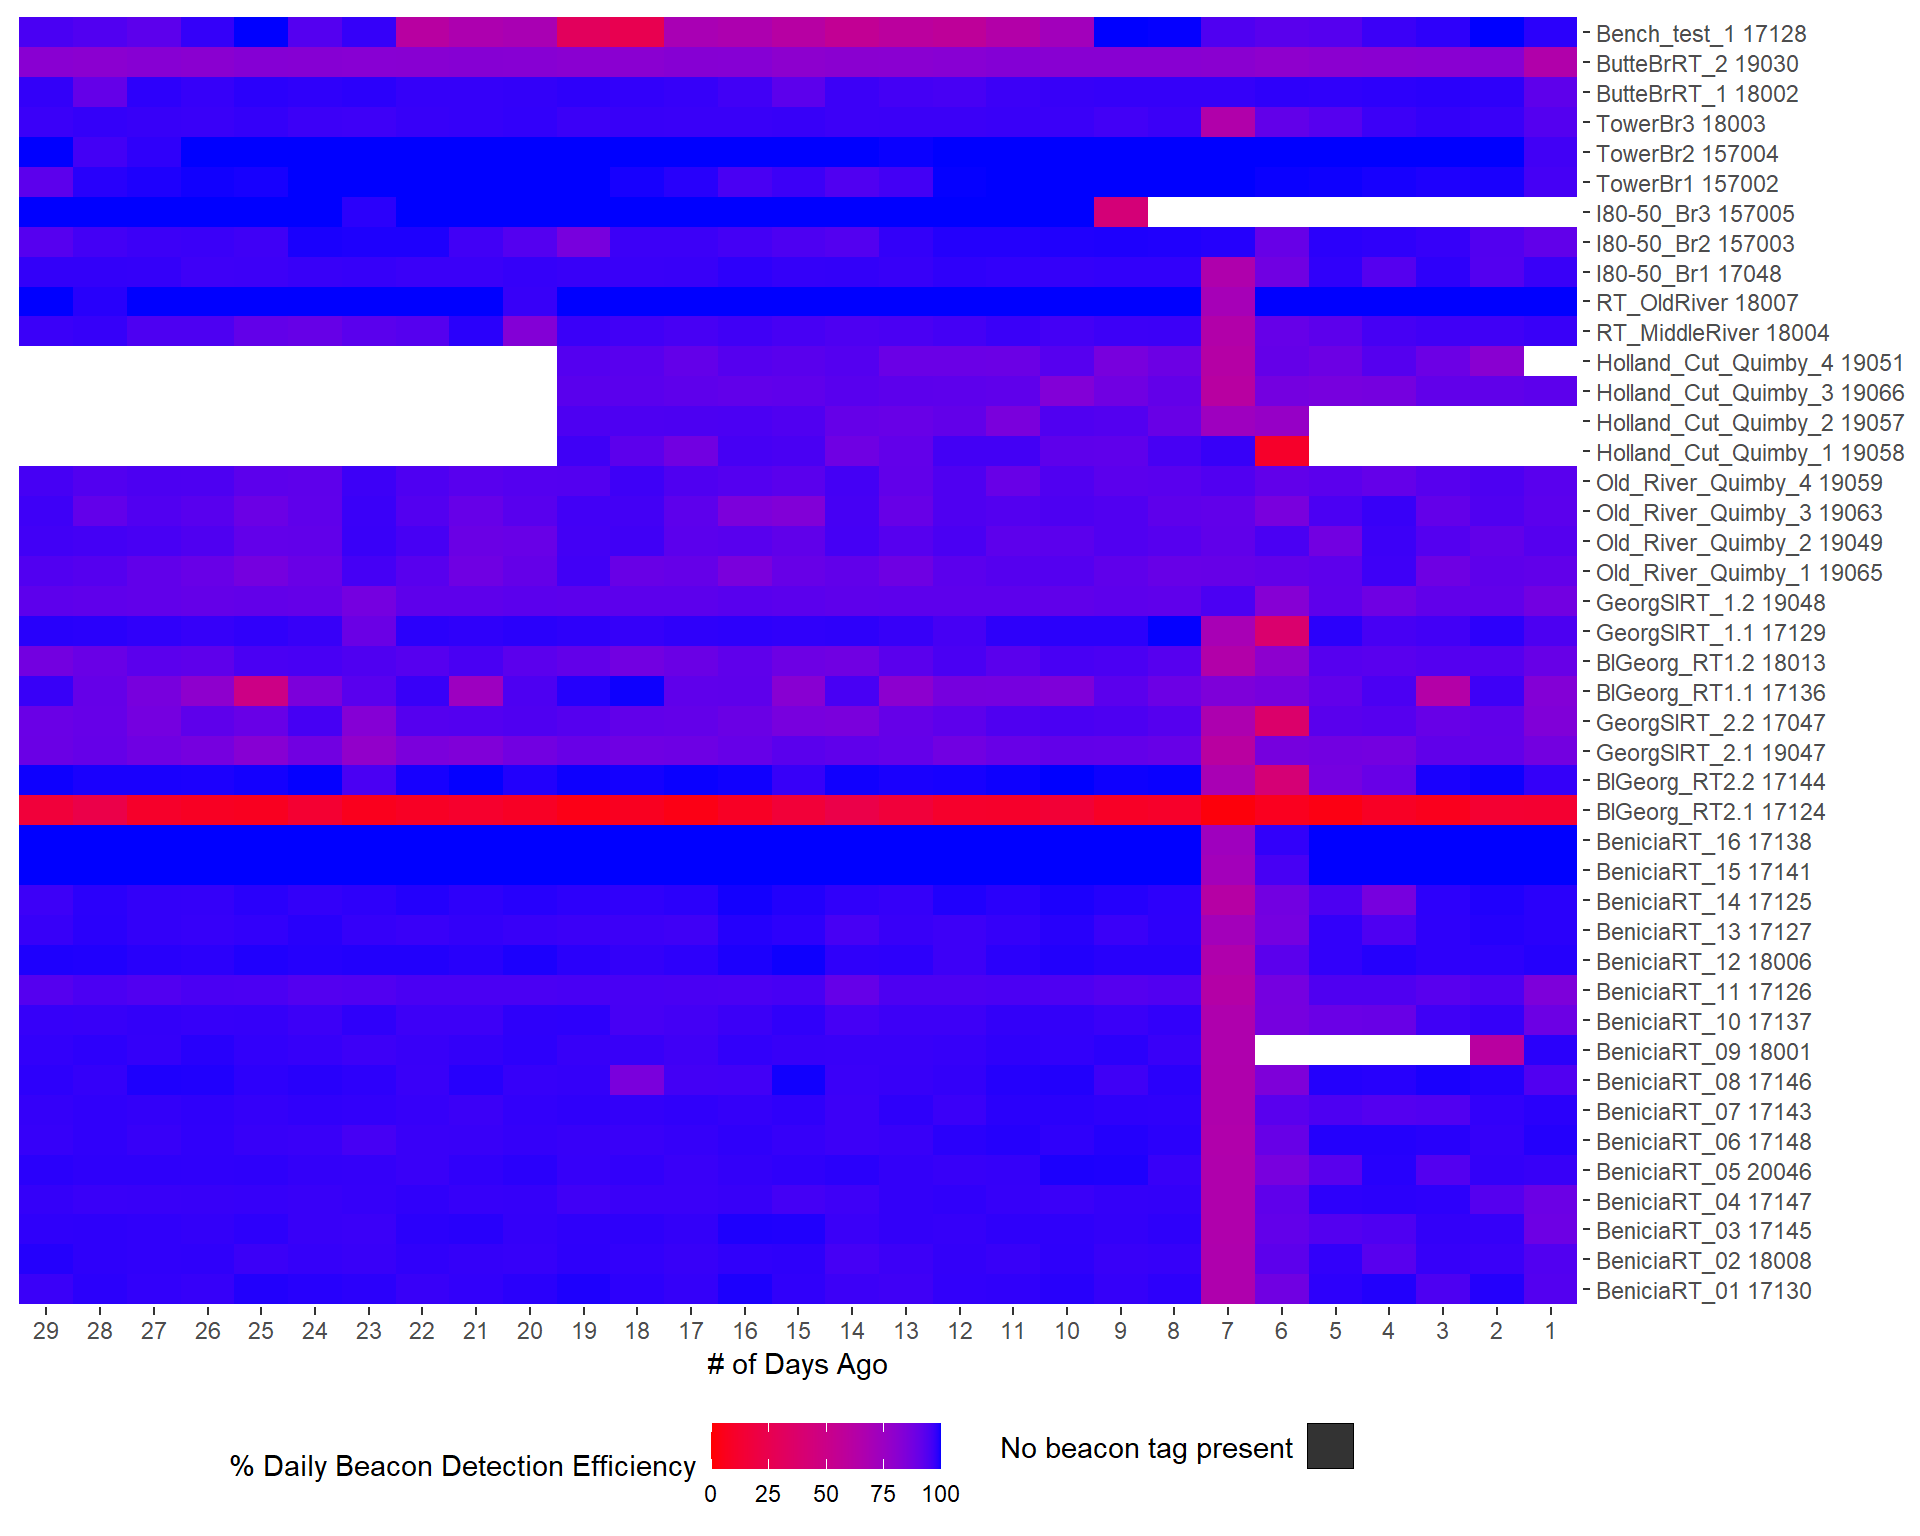 Bench_test_1 17128
ButteBrRT_2 19030
ButteBrRT_1 18002
TowerBr3 18003
TowerBr2 157004
TowerBr1 157002
I80-50_Br3 157005
I80-50_Br2 157003
I80-50_Br1 17048
RT_OldRiver 18007
RT_MiddleRiver 18004
Holland_Cut_Quimby_4 19051
Holland_Cut_Quimby_3 19066
Holland_Cut_Quimby_2 19057
Holland_Cut_Quimby_1 19058
Old_River_Quimby_4 19059
Old_River_Quimby_3 19063
Old_River_Quimby_2 19049
Old_River_Quimby_1 19065
GeorgSlRT_1.2 19048
GeorgSlRT_1.1 17129
BlGeorg_RT1.2 18013
BlGeorg_RT1.1 17136
GeorgSlRT_2.2 17047
GeorgSlRT_2.1 19047
BlGeorg_RT2.2 17144
BlGeorg_RT2.1 17124
BeniciaRT_16 17138
BeniciaRT_15 17141
BeniciaRT_14 17125
BeniciaRT_13 17127
BeniciaRT_12 18006
BeniciaRT_11 17126
BeniciaRT_10 17137
BeniciaRT_09 18001
BeniciaRT_08 17146
BeniciaRT_07 17143
BeniciaRT_06 17148
BeniciaRT_05 20046
BeniciaRT_04 17147
BeniciaRT_03 17145
BeniciaRT_02 18008
BeniciaRT_01 17130
29 28 27 26 25 24 23 22 21 20 19 18 17 16 15 14 13 12 11 10 9 8 7 6 5 4 3 2 1
# of Days Ago
% Daily Beacon Detection Efficiency
0 25 50 75 100
No beacon tag present